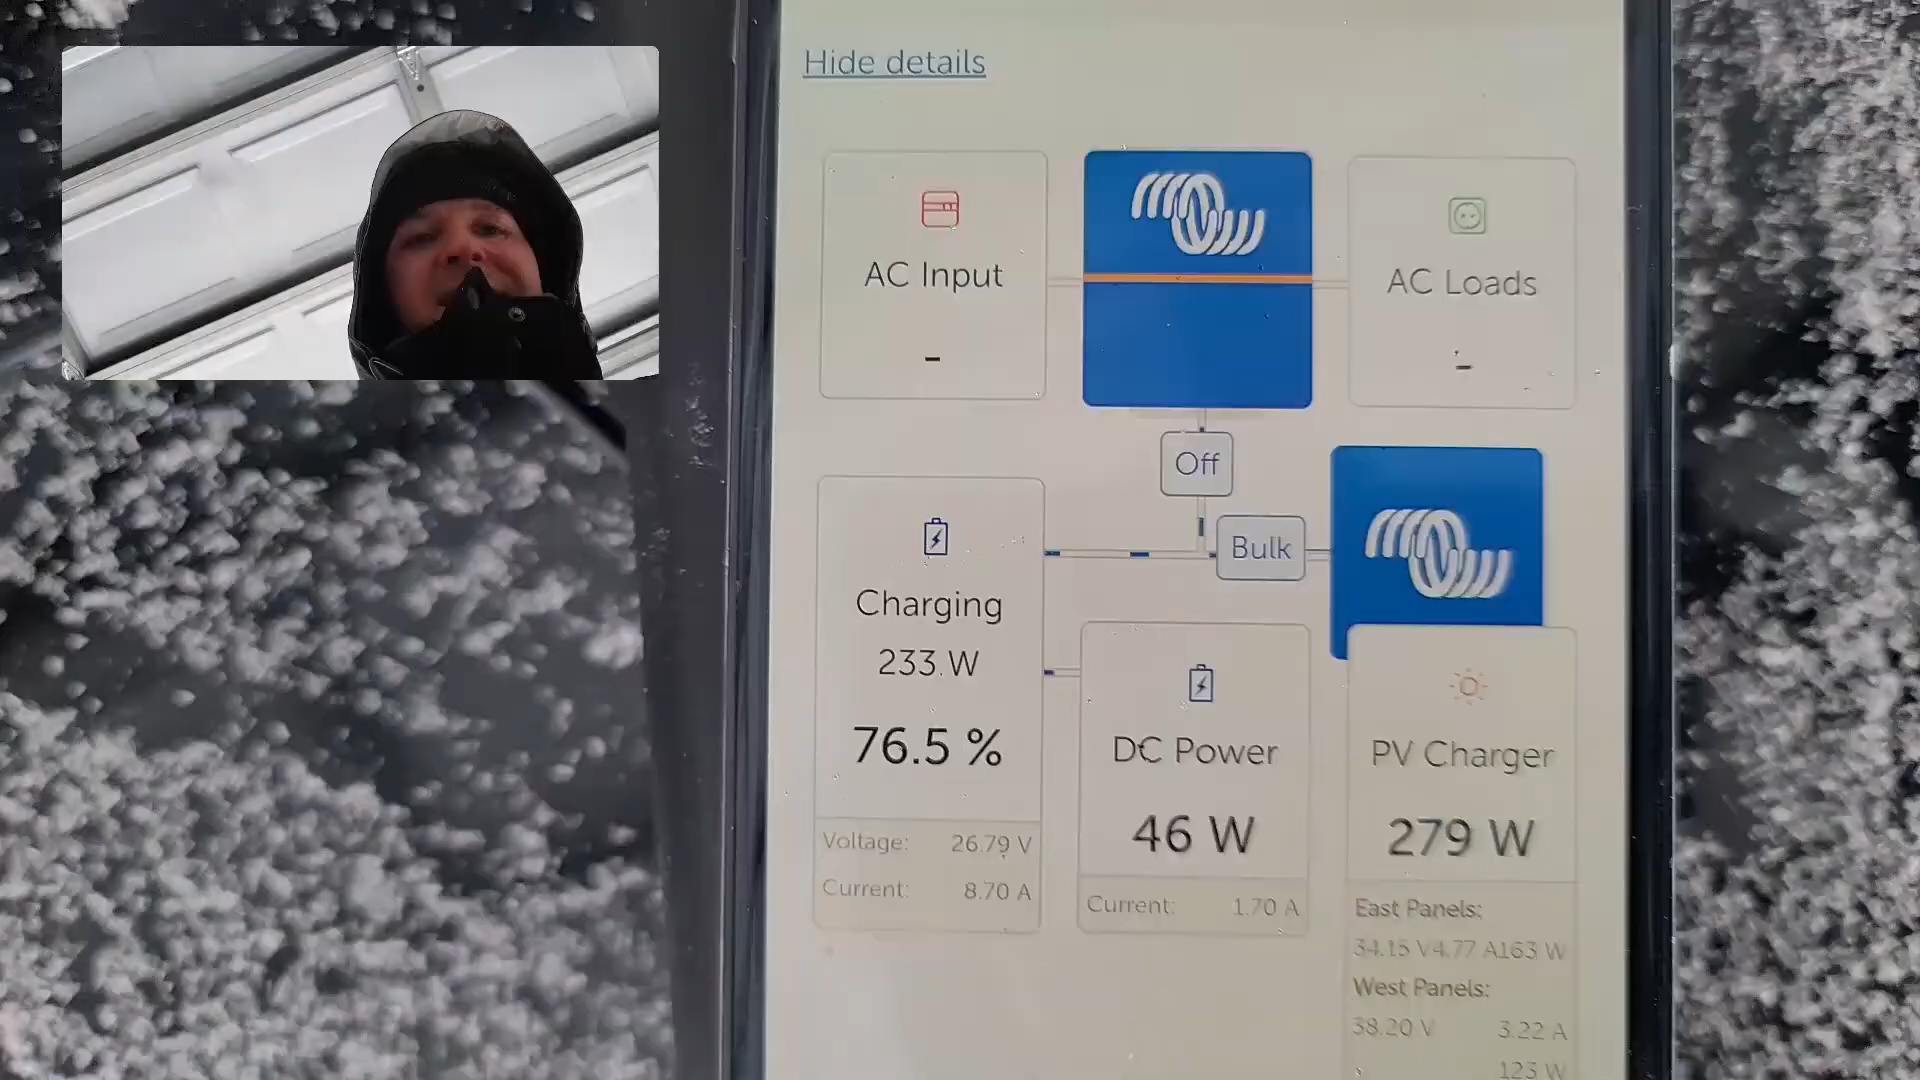 Hide details
AC Input
-
AC Loads
-
Off
Bulk
Charging
233 W
76.5 %
Voltage: 26.79 V
Current: 8.70 A
DC Power
46 W
Current: 1.70 A
PV Charger
279 W
East Panels:
34.15 V 4.77 A 163 W
West Panels:
38.20 V 3.22 A
123 W